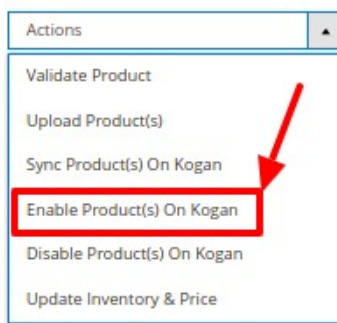 Actions
Validate Product
Upload Product(s)
Sync Product(s) On Kogan
Enable Product(s) On Kogan
Disable Product(s) On Kogan
Update Inventory & Price